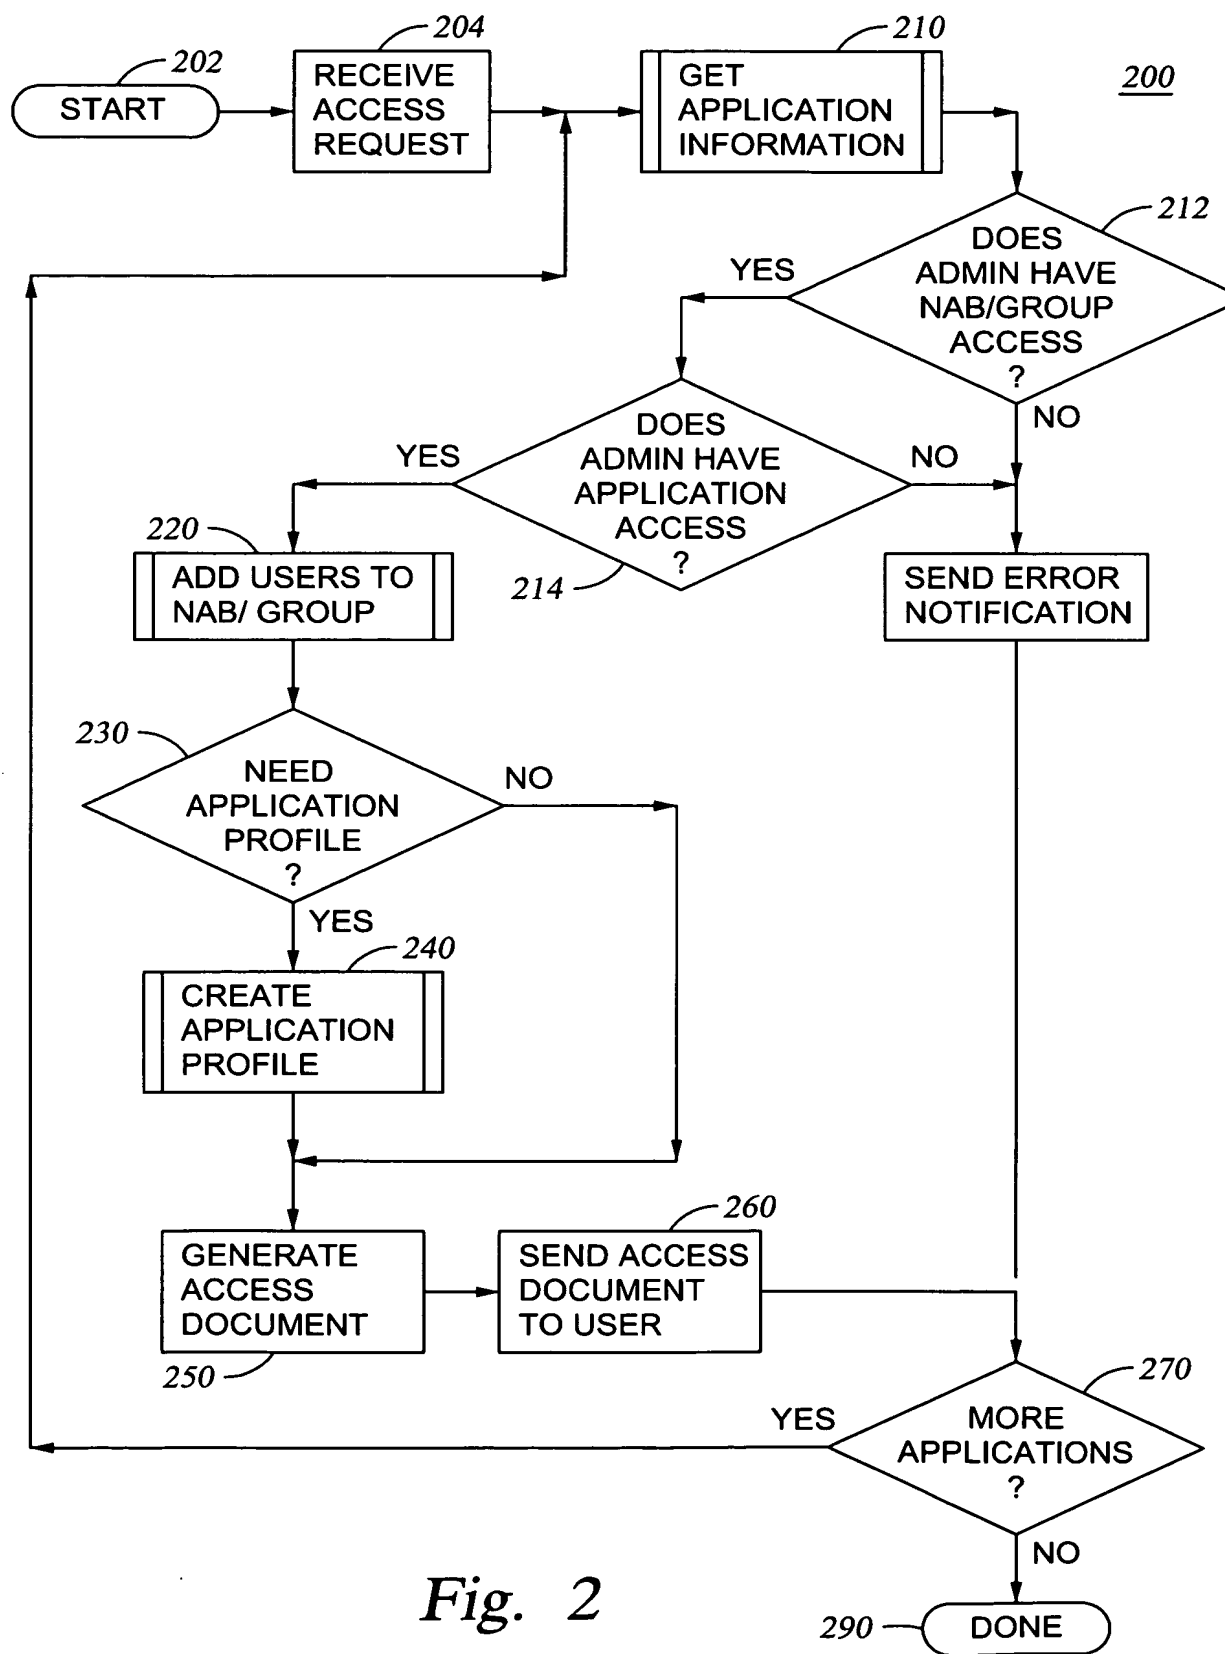 204
210
202
200
START
RECEIVE
ACCESS
REQUEST
GET
APPLICATION
INFORMATION
212
DOES
ADMIN HAVE
NAB/GROUP
ACCESS
?
YES
NO
DOES
ADMIN HAVE
APPLICATION
ACCESS
?
YES
NO
214
220
ADD USERS TO
NAB/ GROUP
SEND ERROR
NOTIFICATION
230
NEED
APPLICATION
PROFILE
?
NO
YES
240
CREATE
APPLICATION
PROFILE
260
GENERATE
ACCESS
DOCUMENT
250
SEND ACCESS
DOCUMENT
TO USER
270
YES
MORE
APPLICATIONS
?
NO
Fig. 2
290
DONE